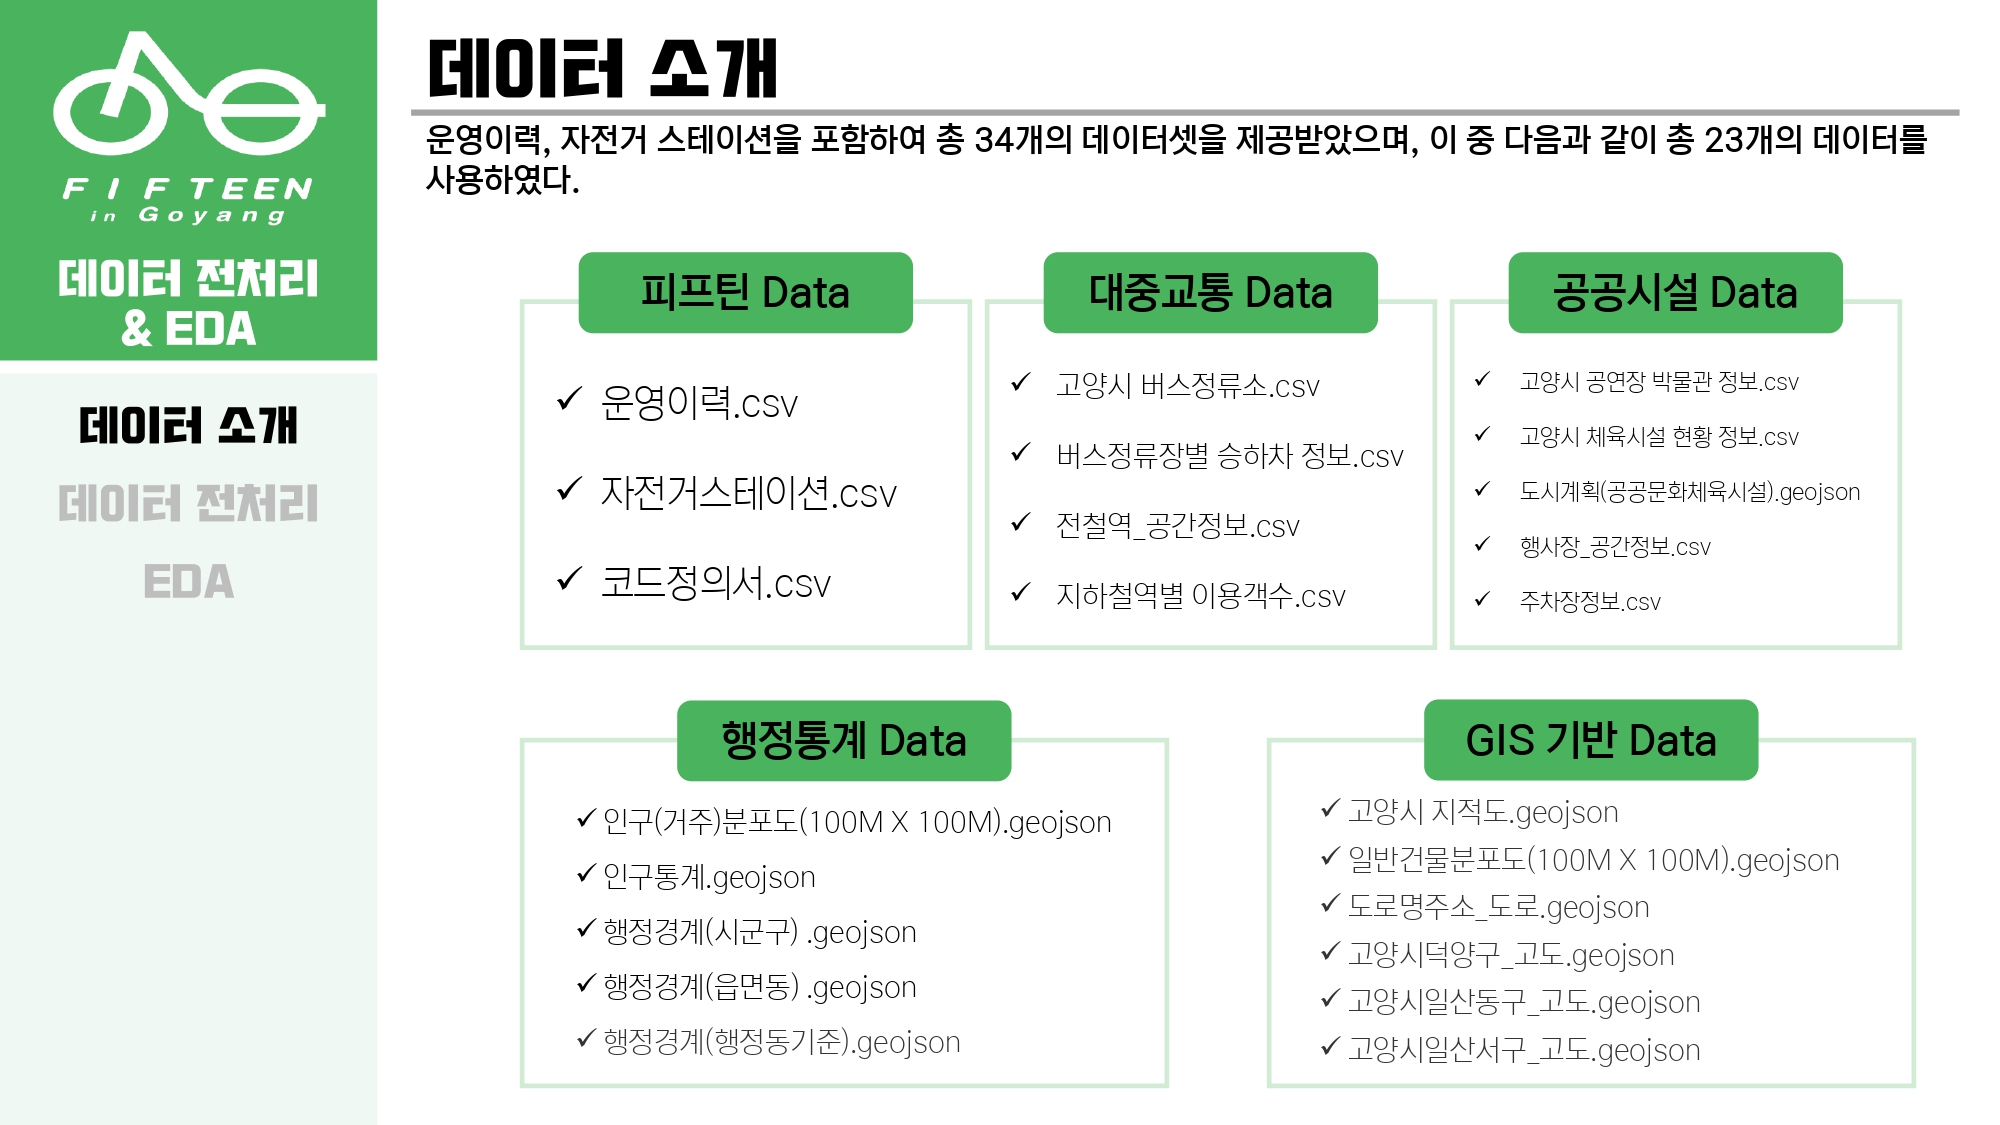 FIFTEEN
in Goyang
데이터 전처리
& EDA
데이터 소개
데이터 전처리
EDA
데이터 소개
운영이력, 자전거 스테이션을 포함하여 총 34개의 데이터셋을 제공받았으며, 이 중 다음과 같이 총 23개의 데이터를
사용하였다.
피프틴 Data
✓ 운영이력.csv
✓ 자전거스테이션.csv
✓ 코드정의서.csv
대중교통 Data
✓ 고양시 버스정류소.csv
✓ 버스정류장별 승하차 정보.csv
✓ 전철역_공간정보.csv
✓ 지하철역별 이용객수.csv
공공시설 Data
✓ 고양시 공연장 박물관 정보.csv
✓ 고양시 체육시설 현황 정보.csv
✓ 도시계획(공공문화체육시설).geojson
✓ 행사장_공간정보.csv
✓ 주차장정보.csv
행정통계 Data
✓ 인구(거주)분포도(100M X 100M).geojson
✓ 인구통계.geojson
✓ 행정경계(시군구) .geojson
✓ 행정경계(읍면동) .geojson
✓ 행정경계(행정동기준).geojson
GIS 기반 Data
✓ 고양시 지적도.geojson
✓ 일반건물분포도(100M X 100M).geojson
✓ 도로명주소_도로.geojson
✓ 고양시덕양구_고도.geojson
✓ 고양시일산동구_고도.geojson
✓ 고양시일산서구_고도.geojson